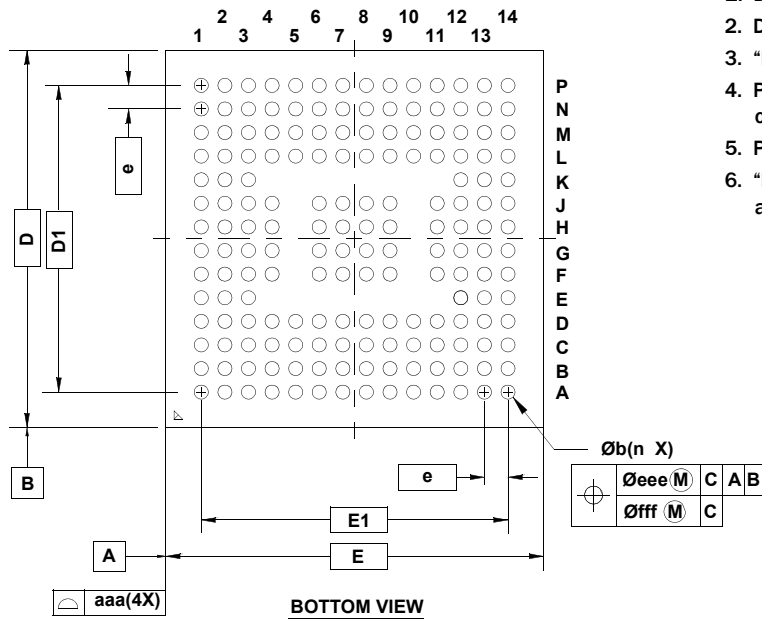 2 4 6 8 10 12 14
1 3 5 7 9 11 13
P
N
M
L
K
J
H
G
F
E
D
C
B
A
e
D
D1
B
A
e
E1
E
aaa(4X)
Øb(n X)
Øeee M C A B
Øfff M C
BOTTOM VIEW
2. D
3. "
4. P
5. P
6. "
a